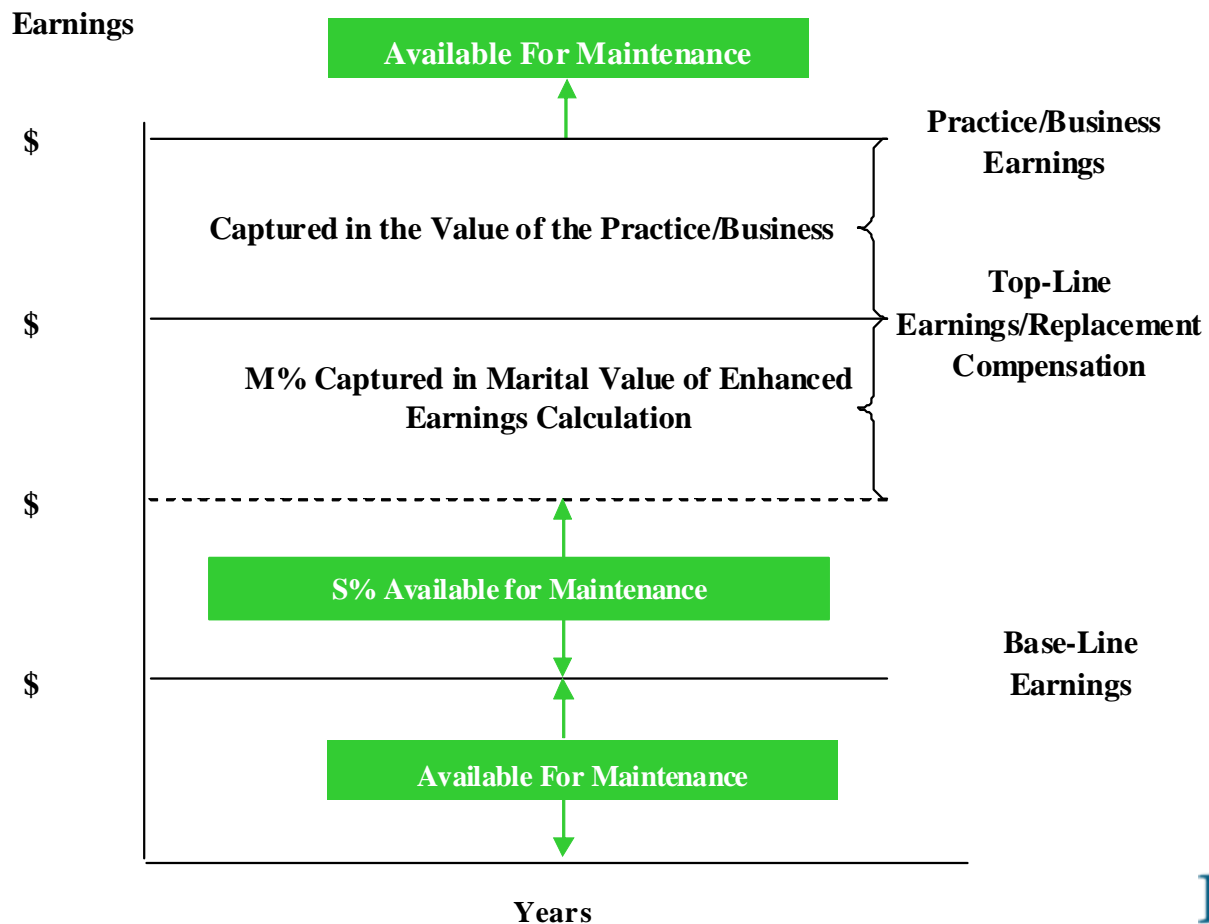 Earnings
Available For Maintenance
$
Practice/Business
Earnings
Captured in the Value of the Practice/Business
$
Top-Line
Earnings/Replacement
Compensation
M% Captured in Marital Value of Enhanced
Earnings Calculation
$
S% Available for Maintenance
$
Base-Line
Earnings
Available For Maintenance
Years